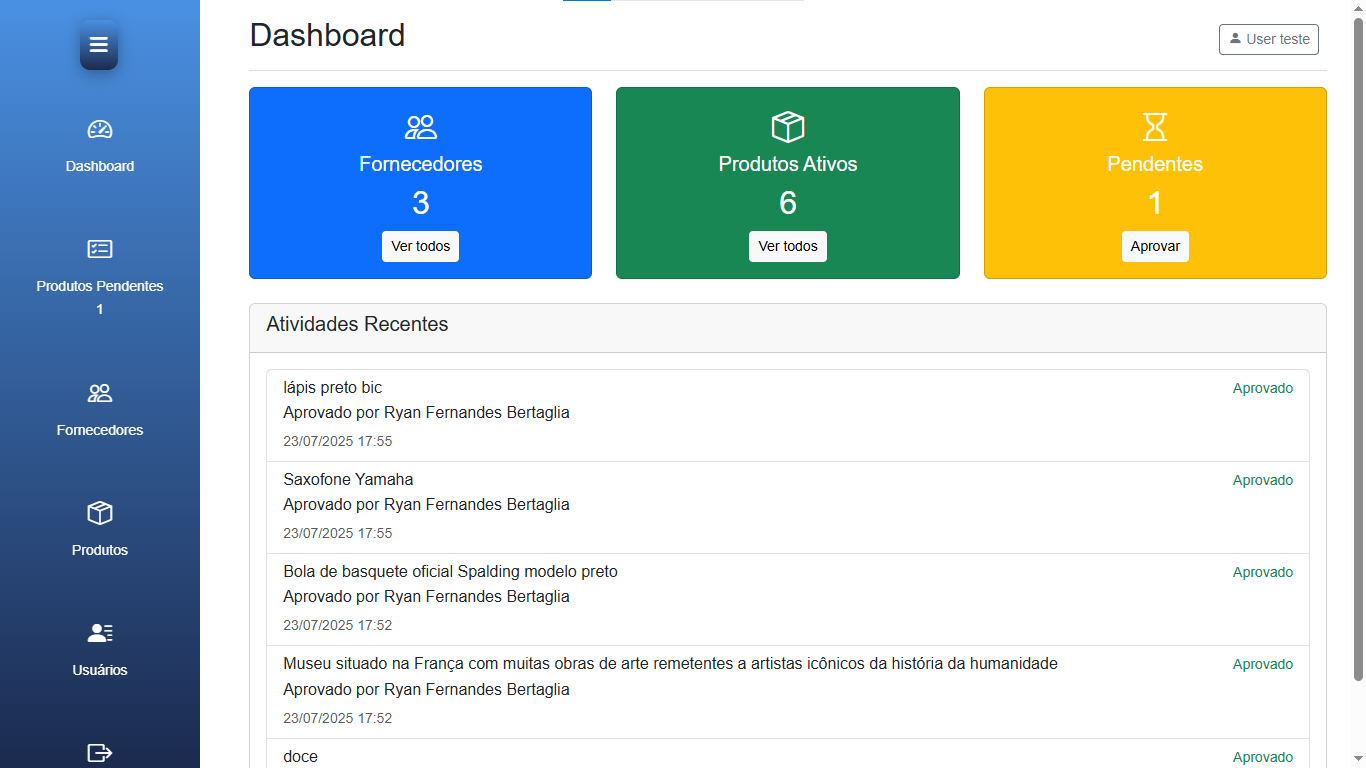 Dashboard
User teste
Dashboard
Produtos Pendentes
1
Fornecedores
Produtos
Usuários
Fornecedores
3
Ver todos
Produtos Ativos
6
Ver todos
Pendentes
1
Aprovar
Atividades Recentes
lápis preto bic
Aprovado
Aprovado por Ryan Fernandes Bertaglia
23/07/2025 17:55
Saxofone Yamaha
Aprovado
Aprovado por Ryan Fernandes Bertaglia
23/07/2025 17:55
Bola de basquete oficial Spalding modelo preto
Aprovado
Aprovado por Ryan Fernandes Bertaglia
23/07/2025 17:52
Museu situado na França com muitas obras de arte remetentes a artistas icônicos da história da humanidade
Aprovado
Aprovado por Ryan Fernandes Bertaglia
23/07/2025 17:52
doce
Aprovado